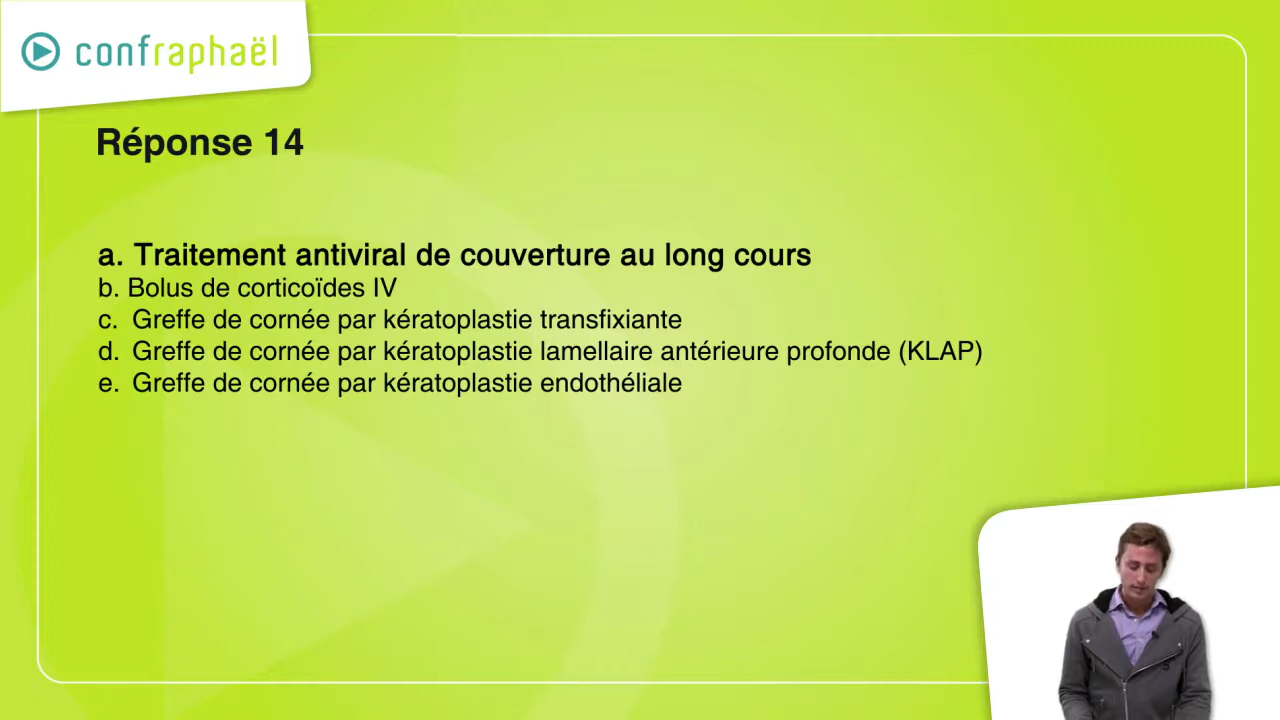 confraphaël
Réponse 14
a. Traitement antiviral de couverture au long cours
b. Bolus de corticoïdes IV
c. Greffe de cornée par kératoplastie transfixiante
d. Greffe de cornée par kératoplastie lamellaire antérieure profonde (KLAP)
e. Greffe de cornée par kératoplastie endothéliale